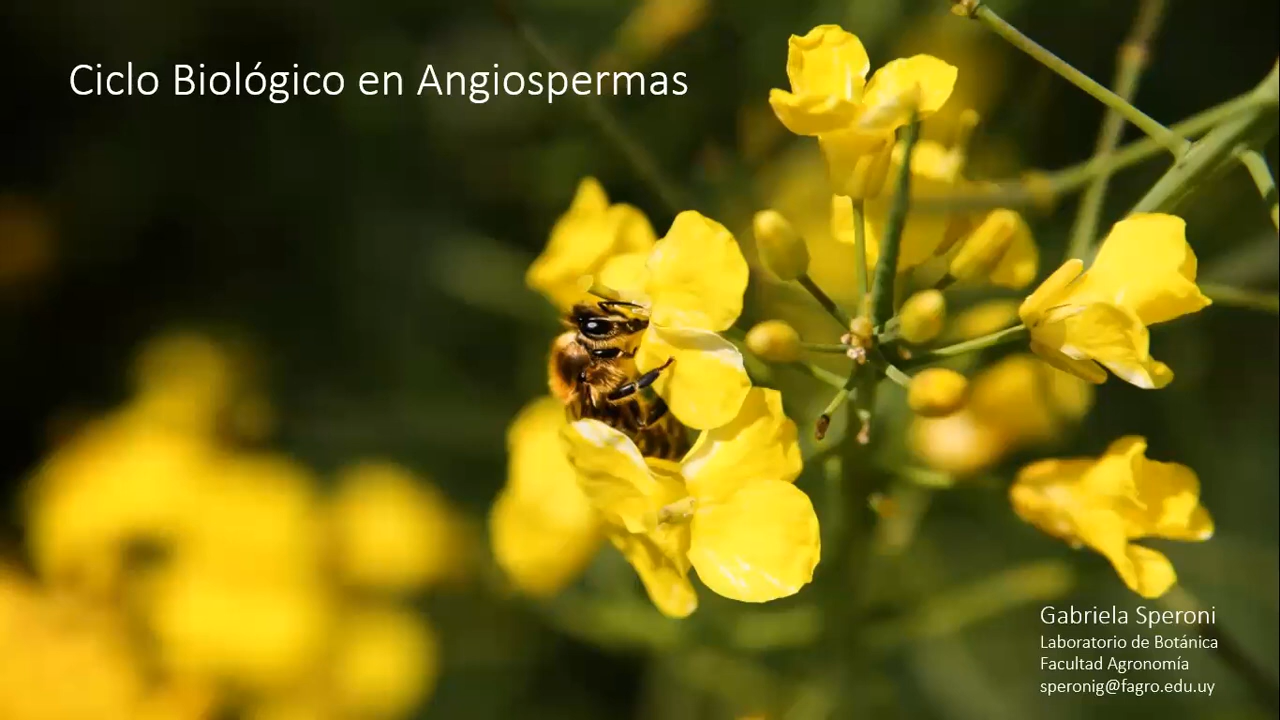 Ciclo Biológico en Angiospermas
Gabriela Speroni
Laboratorio de Botánica
Facultad Agronomía
speronig@fagro.edu.uy